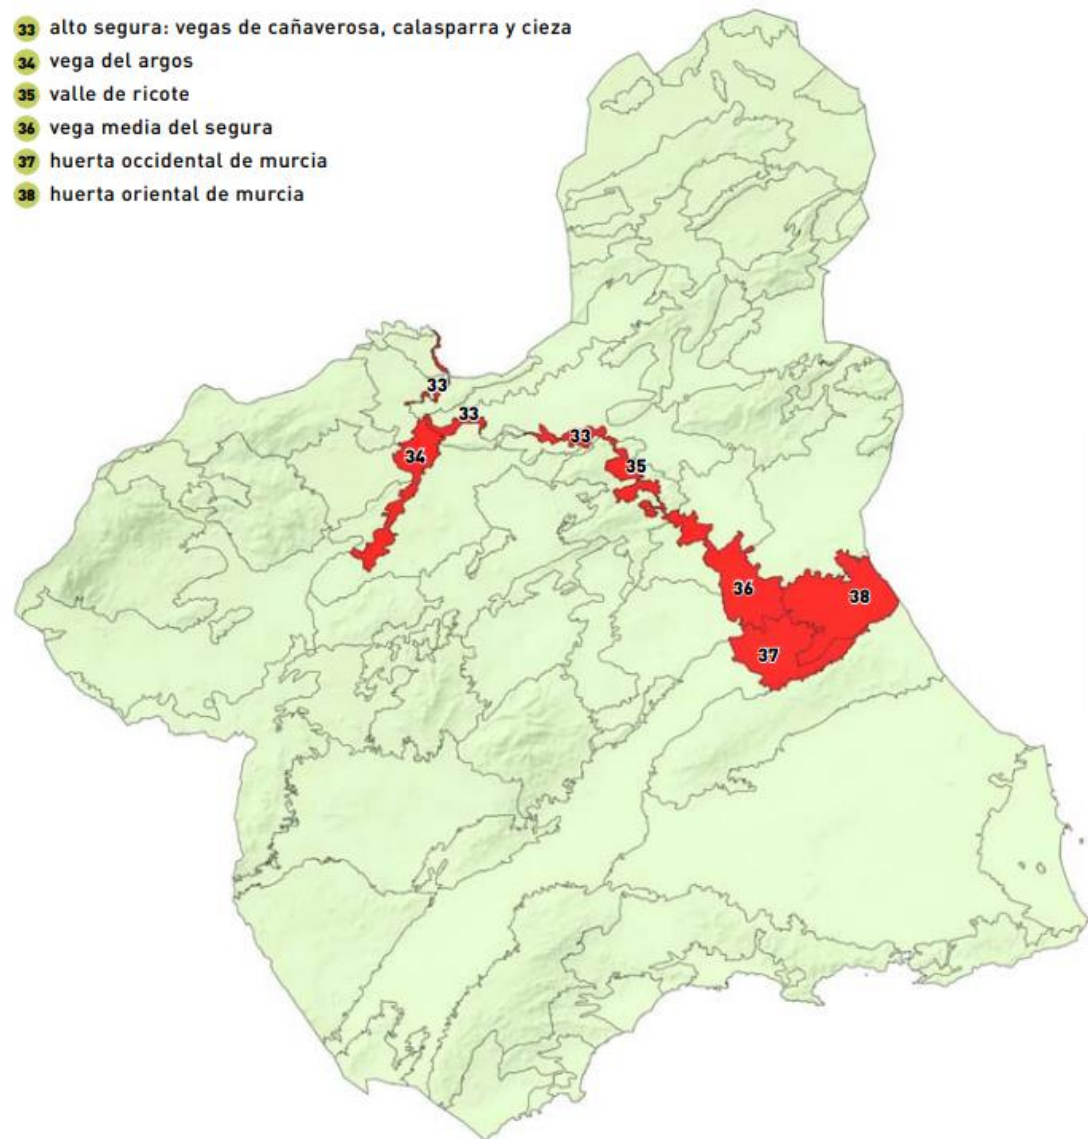 33 alto segura: vegas de cañaverosa, calasparra y cieza
34 vega del argos
35 valle de ricote
36 vega media del segura
37 huerta occidental de murcia
38 huerta oriental de murcia
33
33
33
34
35
36
38
37